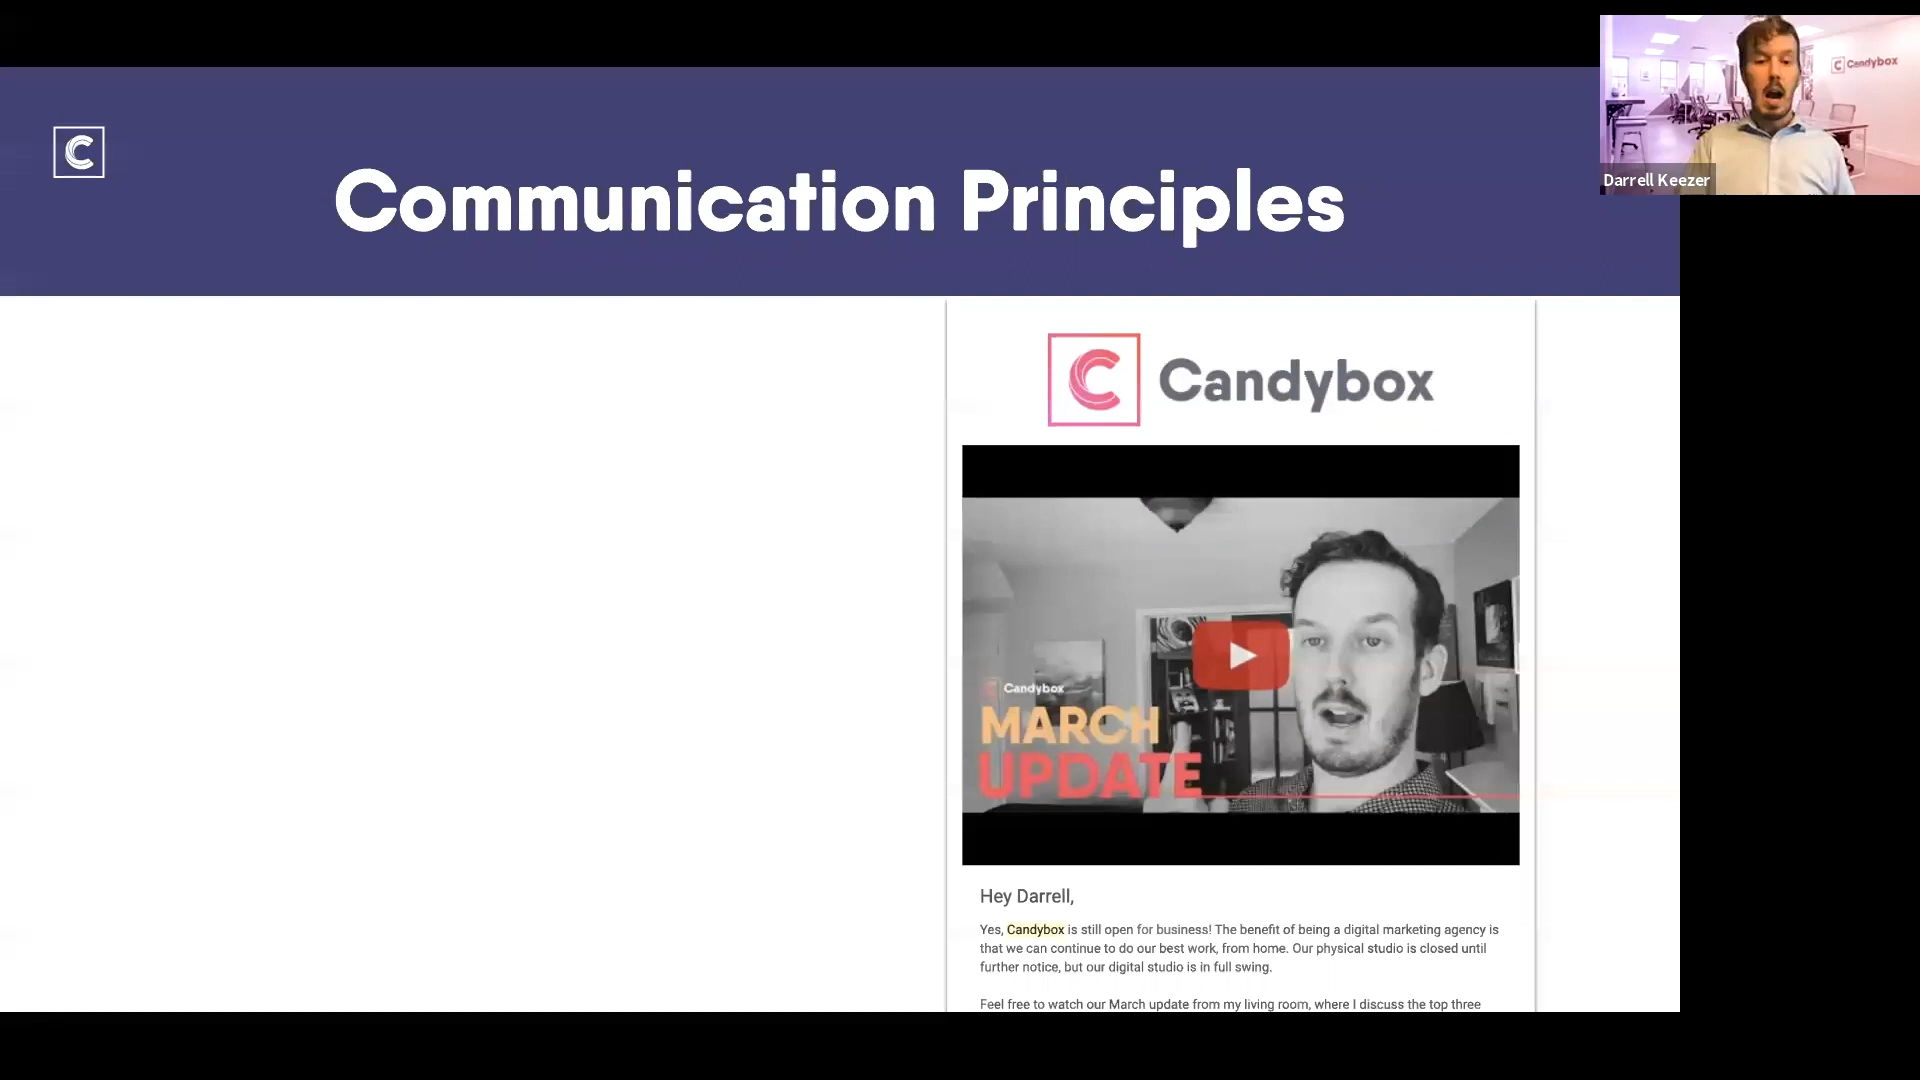 Candybox
Darrell Keezer
C
Communication Principles
C Candybox
Candybox
MARCH
UPDATE
Hey Darrell,
Yes, Candybox is still open for business! The benefit of being a digital marketing agency is
that we can continue to do our best work, from home. Our physical studio is closed until
further notice, but our digital studio is in full swing.
Feel free to watch our March update from my living room, where I discuss the top three